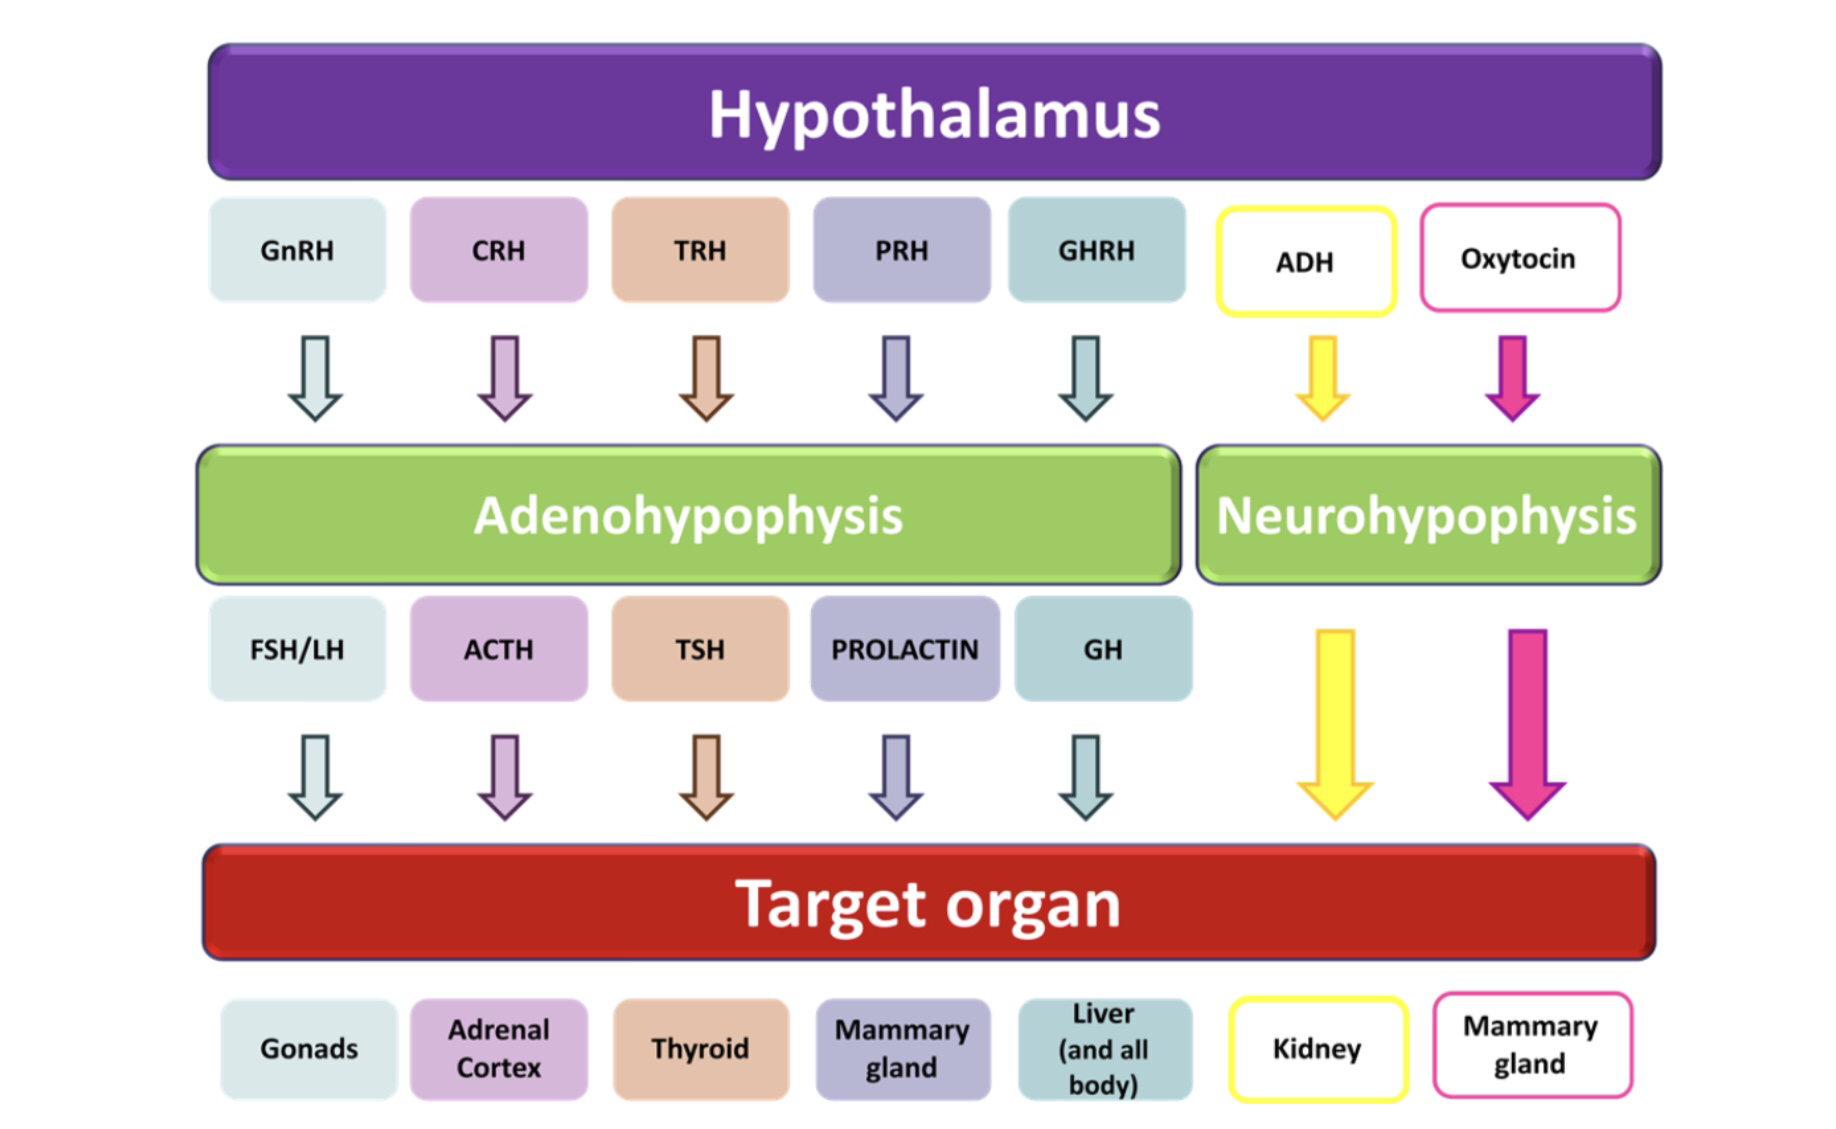 Hypothalamus
GnRH
CRH
TRH
PRH
GHRH
ADH
Oxytocin
Adenohypophysis
Neurohypophysis
FSH/LH
ACTH
TSH
PROLACTIN
GH
Target organ
Gonads
Adrenal
Cortex
Thyroid
Mammary
gland
Liver
(and all
body)
Kidney
Mammary
gland